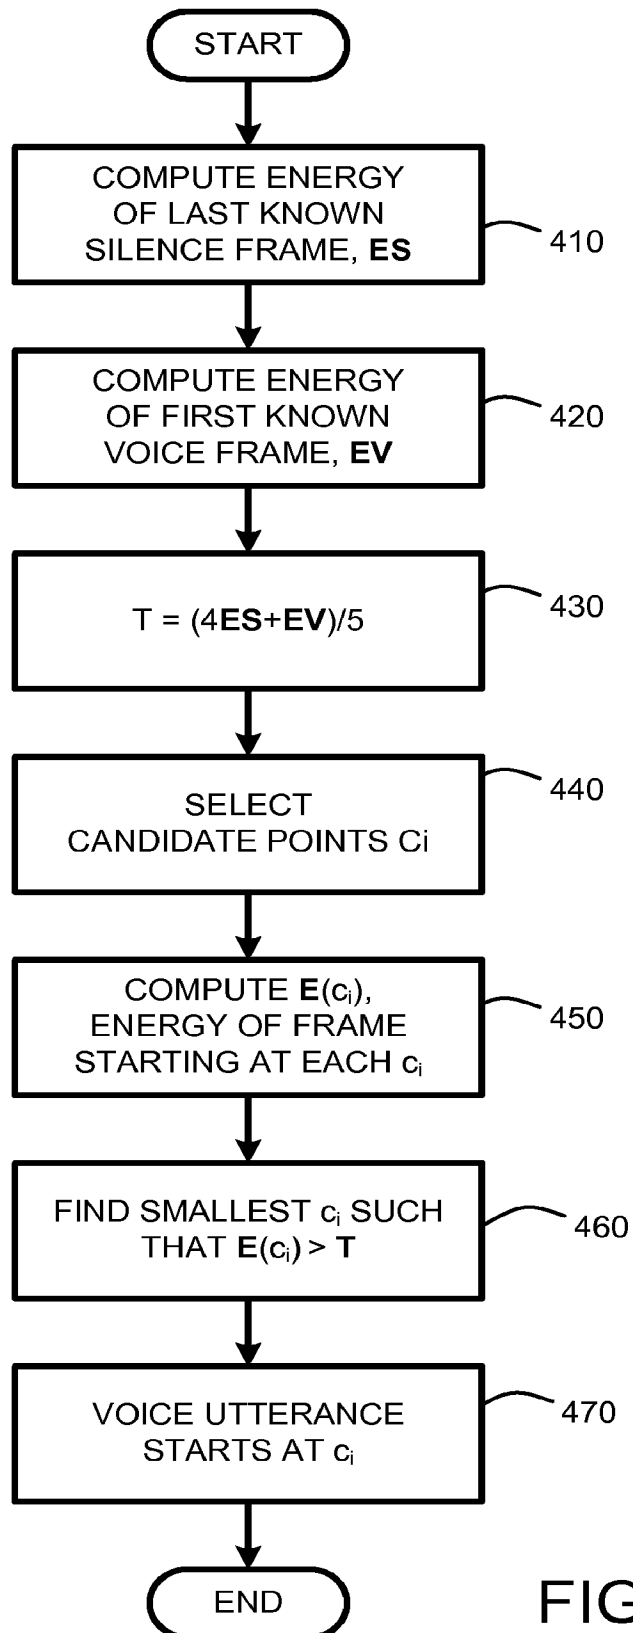 START
COMPUTE ENERGY
OF LAST KNOWN
SILENCE FRAME, ES
410
COMPUTE ENERGY
OF FIRST KNOWN
VOICE FRAME, EV
420
T = (4ES+EV)/5
430
SELECT
CANDIDATE POINTS Ci
440
COMPUTE E(ci),
ENERGY OF FRAME
STARTING AT EACH ci
450
FIND SMALLEST ci SUCH
THAT E(ci) > T
460
VOICE UTTERANCE
STARTS AT ci
470
END
FIG